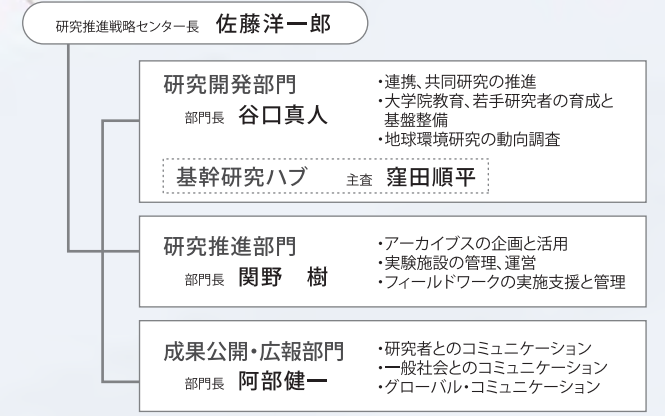 研究推進戦略センター長 佐藤洋一郎
研究開発部門
部門長 谷口真人
・連携、共同研究の推進
・大学院教育、若手研究者の育成と
基盤整備
・地球環境研究の動向調査
基幹研究ハブ 主査 窪田順平
研究推進部門
部門長 関野 樹
・アーカイブスの企画と活用
・実験施設の管理、運営
・フィールドワークの実施支援と管理
成果公開・広報部門
部門長 阿部健一
・研究者とのコミュニケーション
・一般社会とのコミュニケーション
・グローバル・コミュニケーション